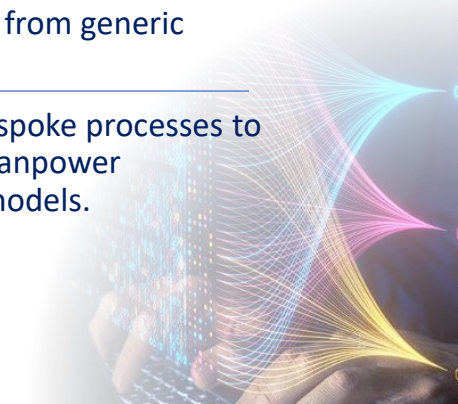 from generic
spoke processes to
anpower
nodels.